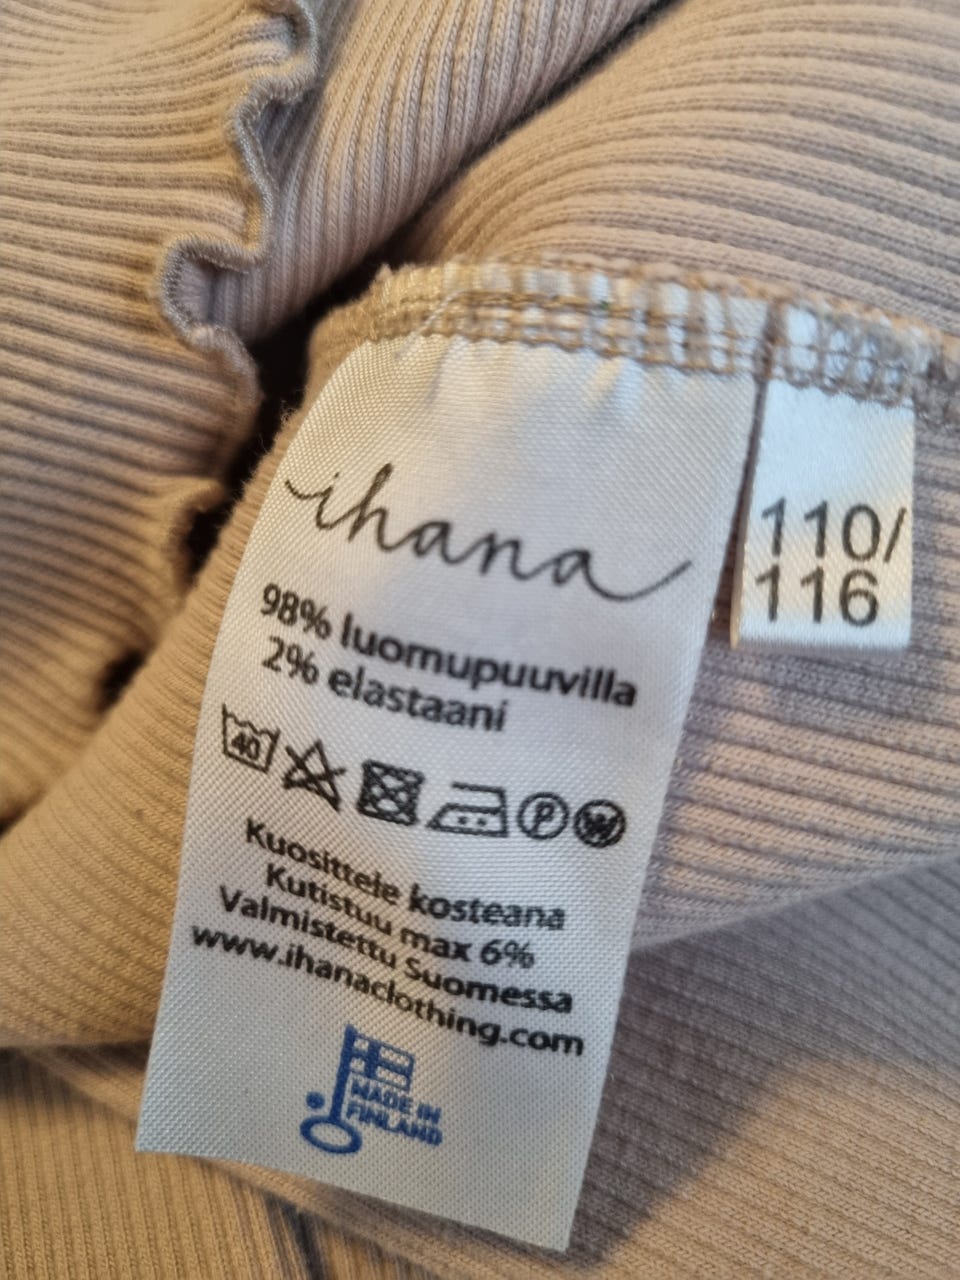 ihana
98% luomupuuvilla
2% elastaani
40
P
W
Kuosittele kosteana
Kutistuu max 6%
Valmistettu Suomessa
www.ihanaclothing.com
MADE IN
FINLAND
110/
116